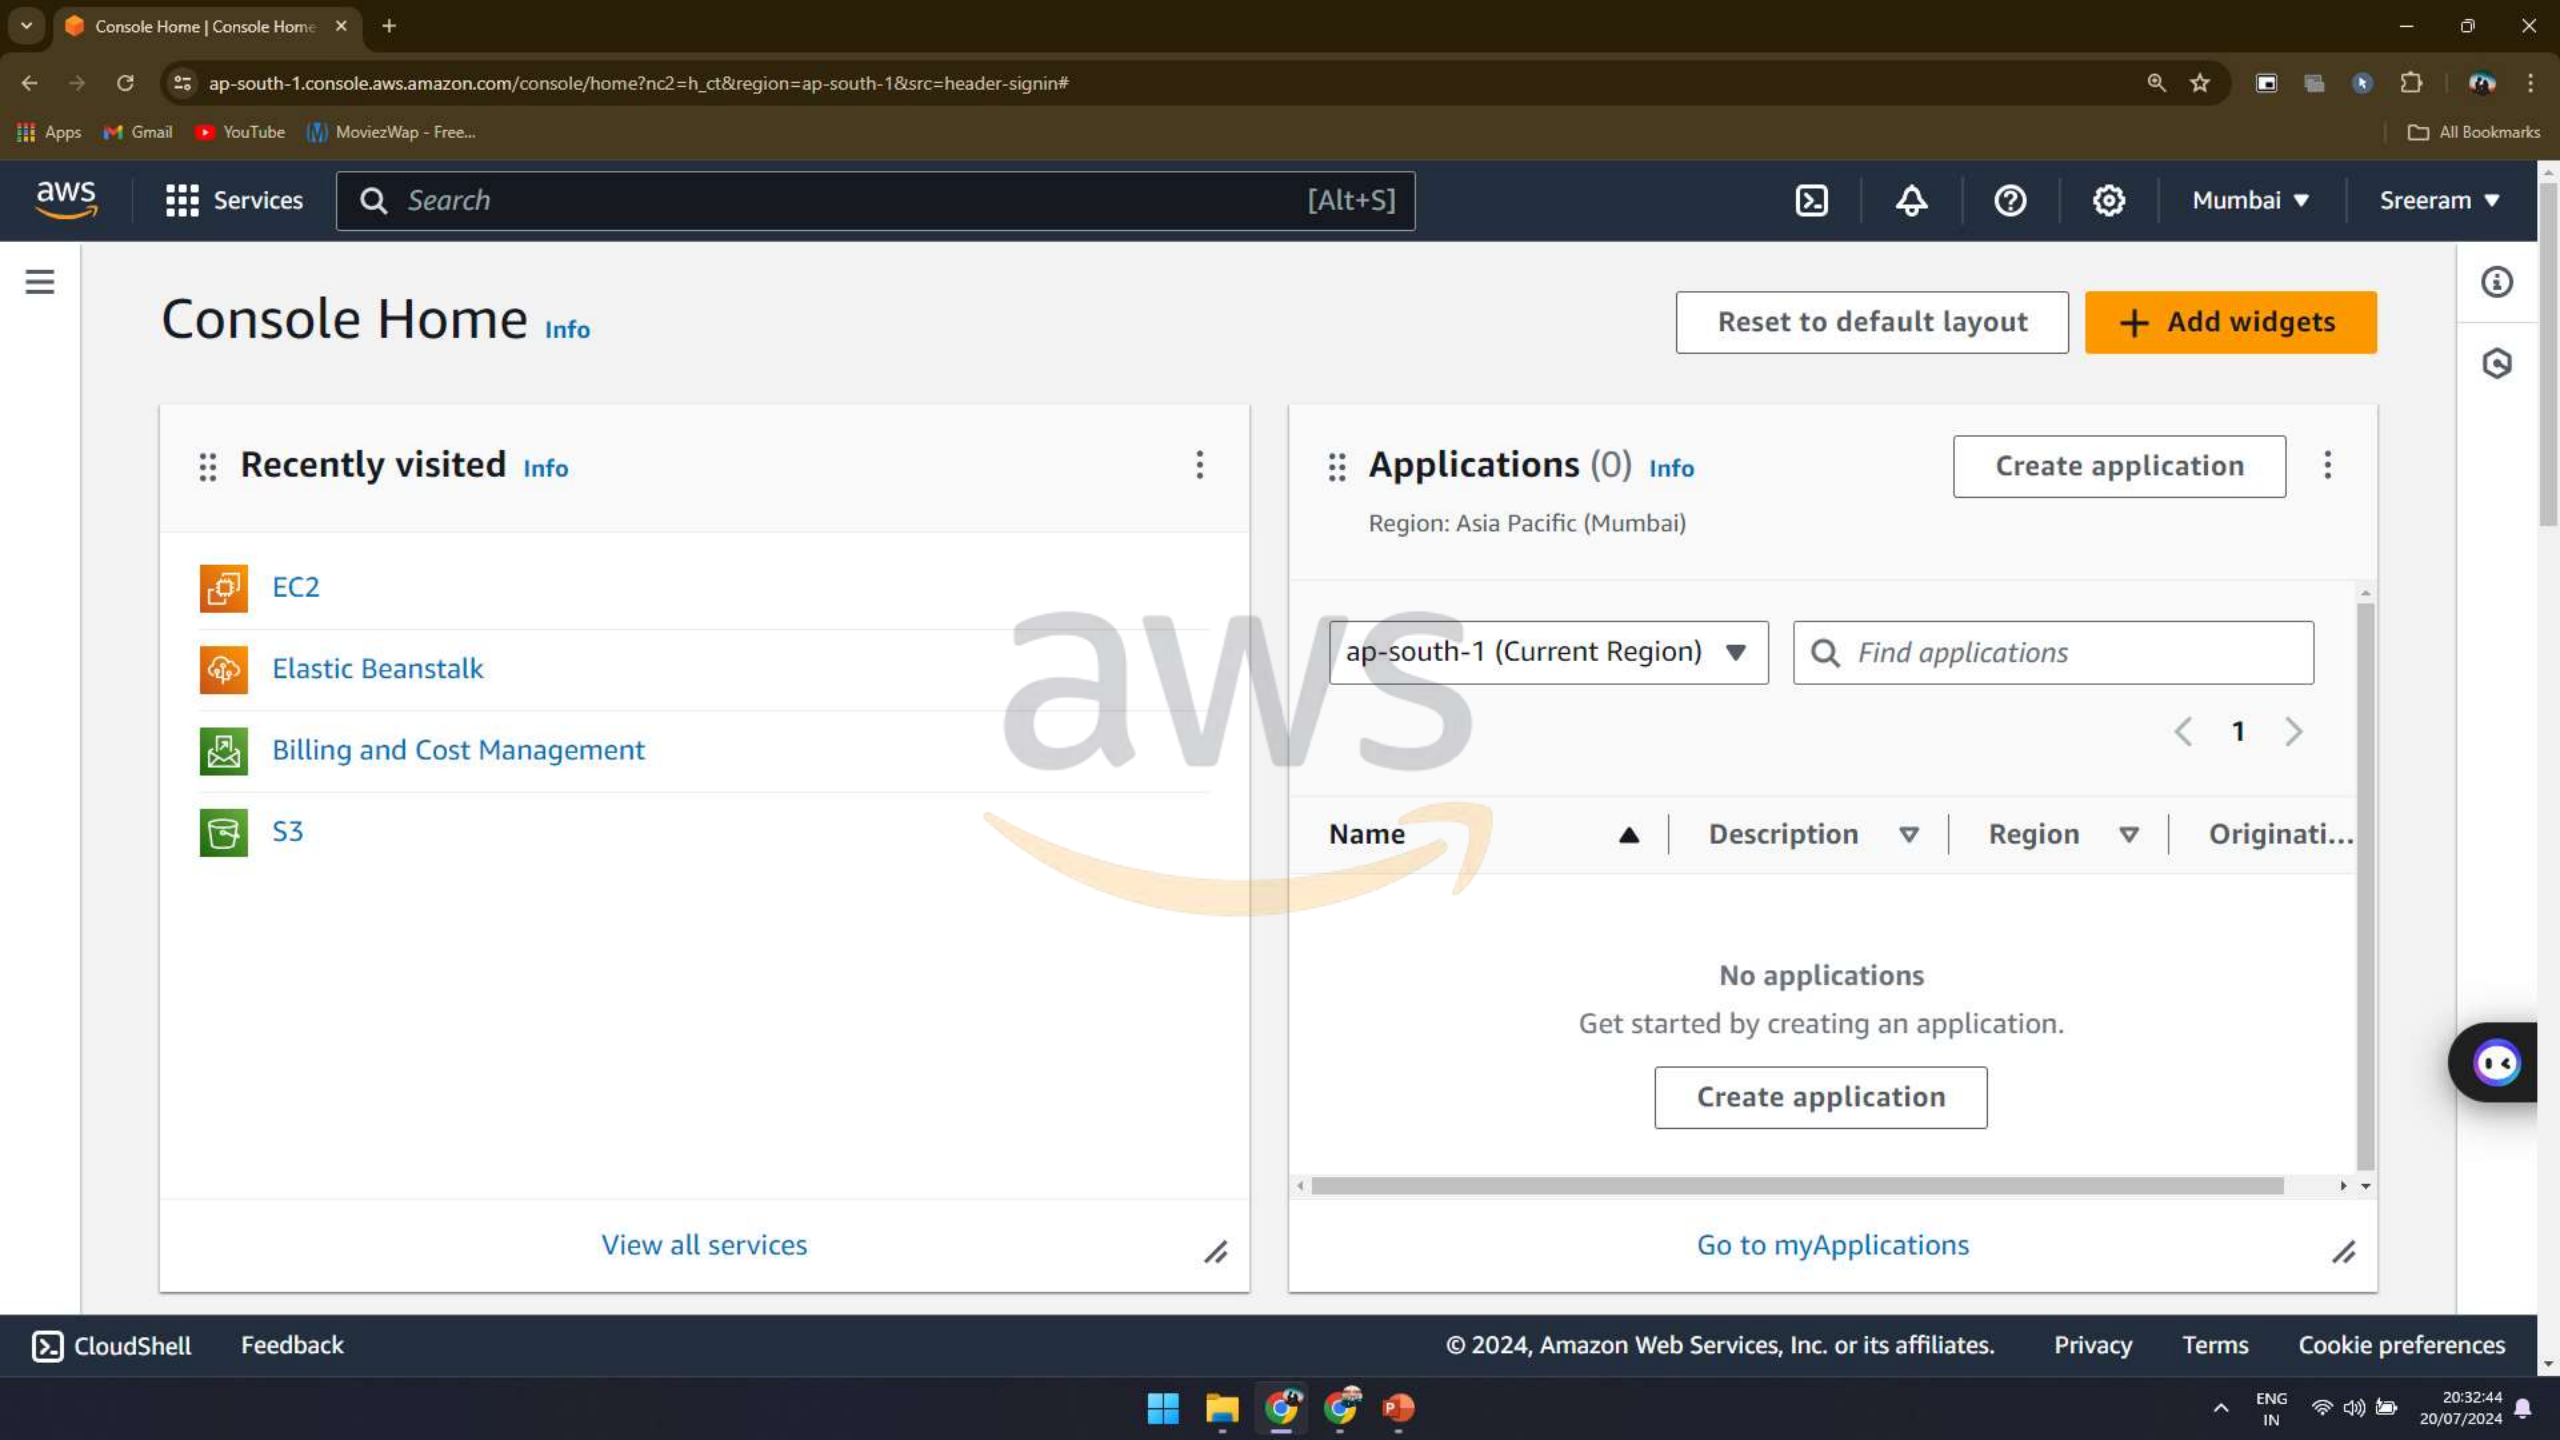 Console Home | Console Home
ap-south-1.console.aws.amazon.com/console/home?nc2=h_ct&region=ap-south-1&src=header-signin#
Apps
Gmail
YouTube
MoviezWap - Free...
All Bookmarks
aws
Services
Search
[Alt+S]
Mumbai
Sreeram
Console Home Info
Reset to default layout
Add widgets
Recently visited Info
EC2
Elastic Beanstalk
Billing and Cost Management
S3
View all services
Applications (0) Info
Create application
Region: Asia Pacific (Mumbai)
ap-south-1 (Current Region)
Find applications
1
Name
Description
Region
Originati...
No applications
Get started by creating an application.
Create application
Go to myApplications
aws
CloudShell
Feedback
© 2024, Amazon Web Services, Inc. or its affiliates.
Privacy
Terms
Cookie preferences
ENG
IN
20:32:44
20/07/2024